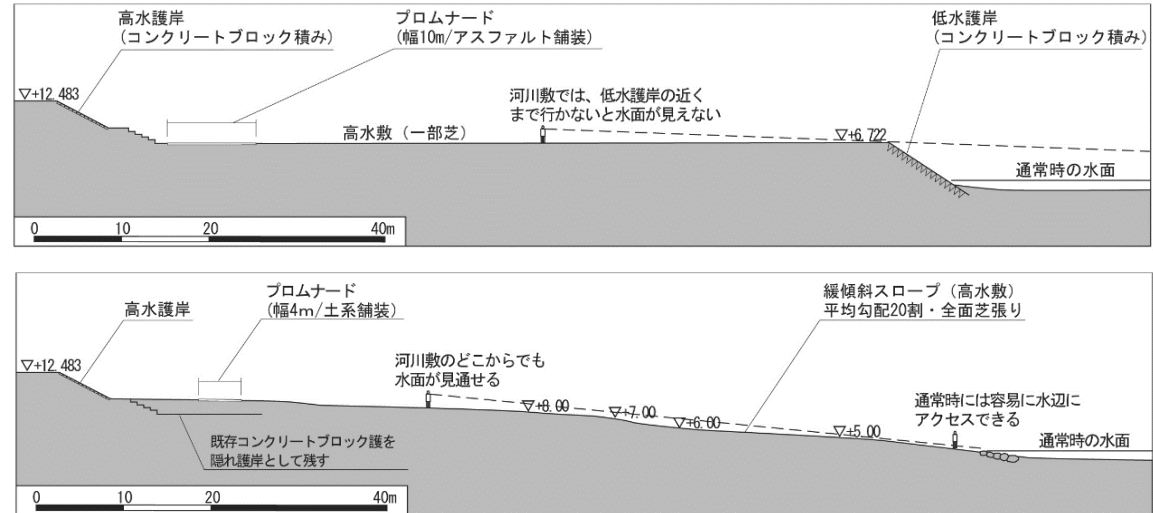 高水護岸
(コンクリートブロック積み)
プロムナード
(幅10m/アスファルト舗装)
低水護岸
(コンクリートブロック積み)
▽+12.483
河川敷では、低水護岸の近く
まで行かないと水面が見えない
高水敷(一部芝)
▽+6.722
通常時の水面
0 10 20 40m
高水護岸
プロムナード
(幅4m/土系舗装)
緩傾斜スロープ(高水敷)
平均勾配20割・全面芝張り
▽+12.483
河川敷のどこからでも
水面が見通せる
▽+8.00
▽+7.00
▽+6.00
▽+5.00
通常時には容易に水辺に
アクセスできる
通常時の水面
既存コンクリートブロック護を
隠れ護岸として残す
0 10 20 40m